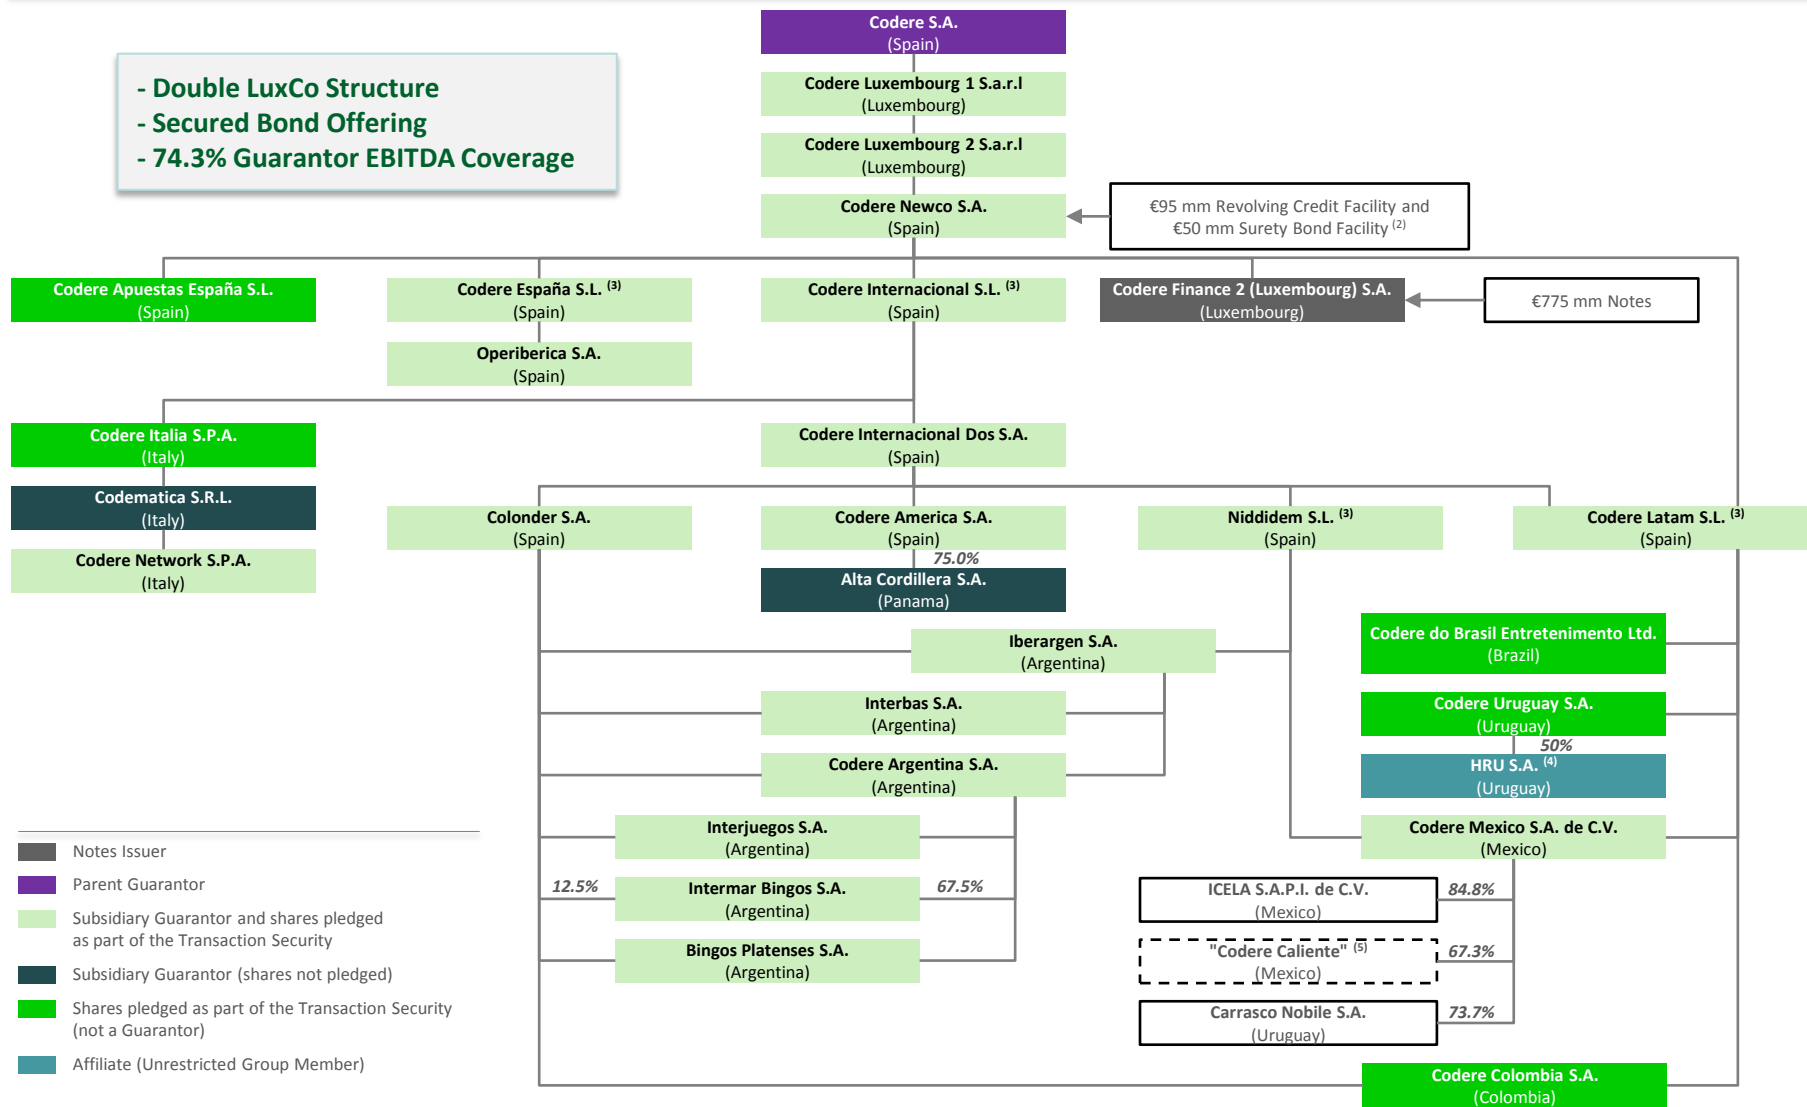 Codere S.A.
(Spain)
- Double LuxCo Structure
- Secured Bond Offering
- 74.3% Guarantor EBITDA Coverage
Codere Luxembourg 1 S.a.r.l
(Luxembourg)
Codere Luxembourg 2 S.a.r.l
(Luxembourg)
Codere Newco S.A.
(Spain)
€95 mm Revolving Credit Facility and
€50 mm Surety Bond Facility (2)
Codere Apuestas España S.L.
(Spain)
Codere España S.L. (3)
(Spain)
Codere Internacional S.L. (3)
(Spain)
Codere Finance 2 (Luxembourg) S.A.
(Luxembourg)
€775 mm Notes
Operiberica S.A.
(Spain)
Codere Italia S.P.A.
(Italy)
Codere Internacional Dos S.A.
(Spain)
Codematica S.R.L.
(Italy)
Codere Network S.P.A.
(Italy)
Colonder S.A.
(Spain)
Codere America S.A.
(Spain)
Niddidem S.L. (3)
(Spain)
Codere Latam S.L. (3)
(Spain)
75.0%
Alta Cordillera S.A.
(Panama)
Iberargen S.A.
(Argentina)
Codere do Brasil Entretenimento Ltd.
(Brazil)
Interbas S.A.
(Argentina)
Codere Uruguay S.A.
(Uruguay)
50%
Codere Argentina S.A.
(Argentina)
HRU S.A. (4)
(Uruguay)
Interjuegos S.A.
(Argentina)
Codere Mexico S.A. de C.V.
(Mexico)
12.5%
Intermar Bingos S.A.
(Argentina)
67.5%
ICELA S.A.P.I. de C.V.
(Mexico)
84.8%
Bingos Platenses S.A.
(Argentina)
"Codere Caliente" (5)
(Mexico)
67.3%
Carrasco Nobile S.A.
(Uruguay)
73.7%
Codere Colombia S.A.
(Colombia)
Notes Issuer
Parent Guarantor
Subsidiary Guarantor and shares pledged
as part of the Transaction Security
Subsidiary Guarantor (shares not pledged)
Shares pledged as part of the Transaction Security
(not a Guarantor)
Affiliate (Unrestricted Group Member)